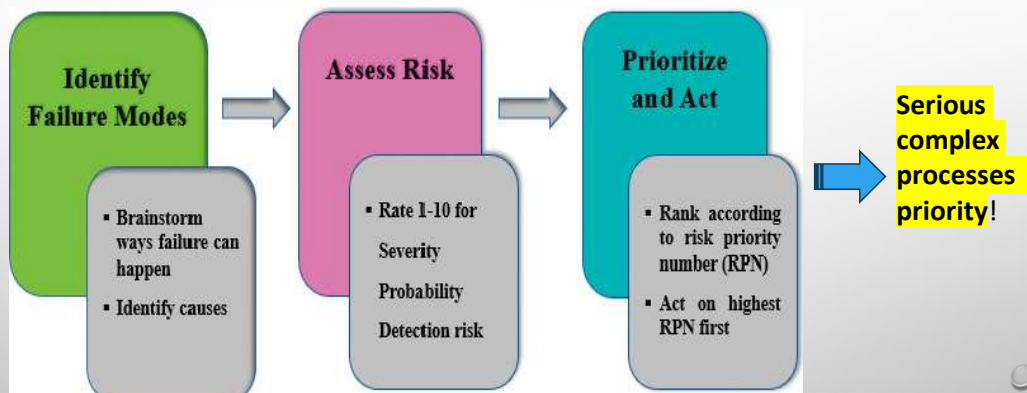 Identify
Failure Modes
▪ Brainstorm
ways failure can
happen
▪ Identify causes
Assess Risk
▪ Rate 1-10 for
Severity
Probability
Detection risk
Prioritize
and Act
▪ Rank according
to risk priority
number (RPN)
▪ Act on highest
RPN first
Serious
complex
processes
priority!